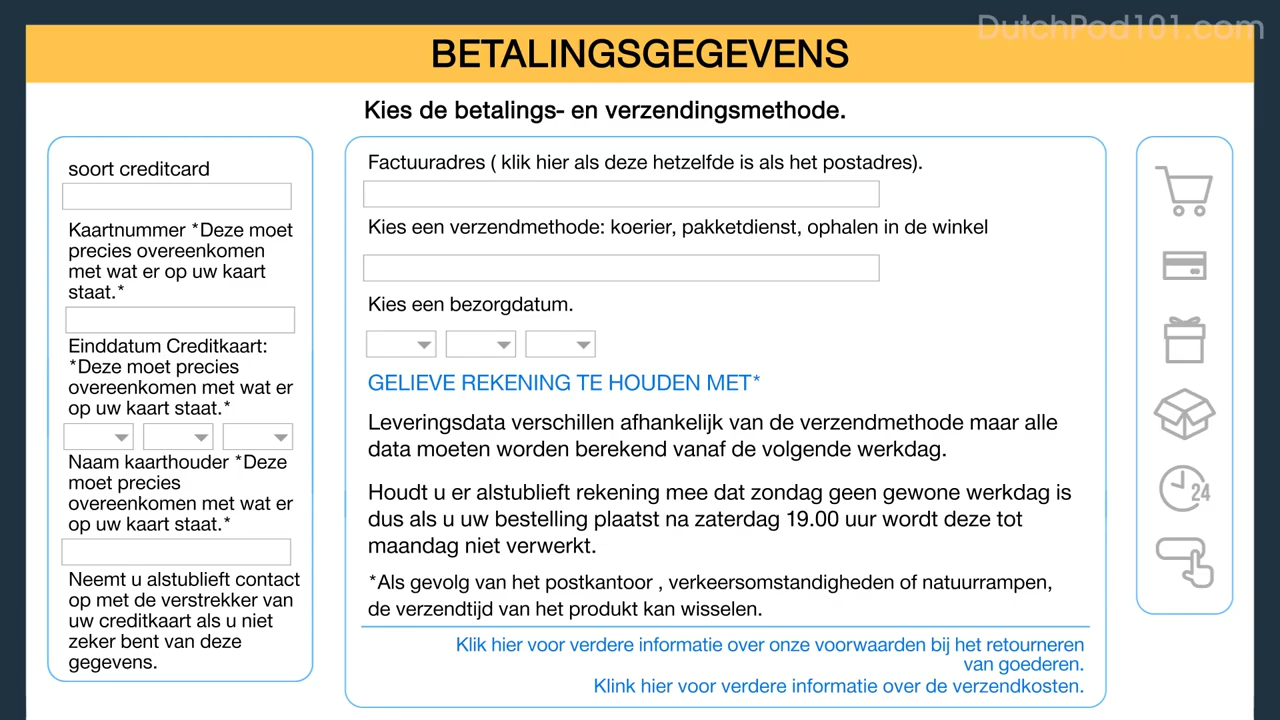 DutchPod101.com
BETALINGSGEGEVENS
Kies de betalings- en verzendingsmethode.
soort creditcard
Kaartnummer *Deze moet
precies overeenkomen
met wat er op uw kaart
staat.*
Einddatum Creditkaart:
*Deze moet precies
overeenkomen met wat er
op uw kaart staat.*
Naam kaarthouder *Deze
moet precies
overeenkomen met wat er
op uw kaart staat.*
Neemt u alstublieft contact
op met de verstrekker van
uw creditkaart als u niet
zeker bent van deze
gegevens.
Factuuradres ( klik hier als deze hetzelfde is als het postadres).
Kies een verzendmethode: koerier, pakketdienst, ophalen in de winkel
Kies een bezorgdatum.
GELIEVE REKENING TE HOUDEN MET*
Leveringsdata verschillen afhankelijk van de verzendmethode maar alle
data moeten worden berekend vanaf de volgende werkdag.
Houdt u er alstublieft rekening mee dat zondag geen gewone werkdag is
dus als u uw bestelling plaatst na zaterdag 19.00 uur wordt deze tot
maandag niet verwerkt.
*Als gevolg van het postkantoor , verkeersomstandigheden of natuurrampen,
de verzendtijd van het produkt kan wisselen.
Klik hier voor verdere informatie over onze voorwaarden bij het retourneren
van goederen.
Klink hier voor verdere informatie over de verzendkosten.
24